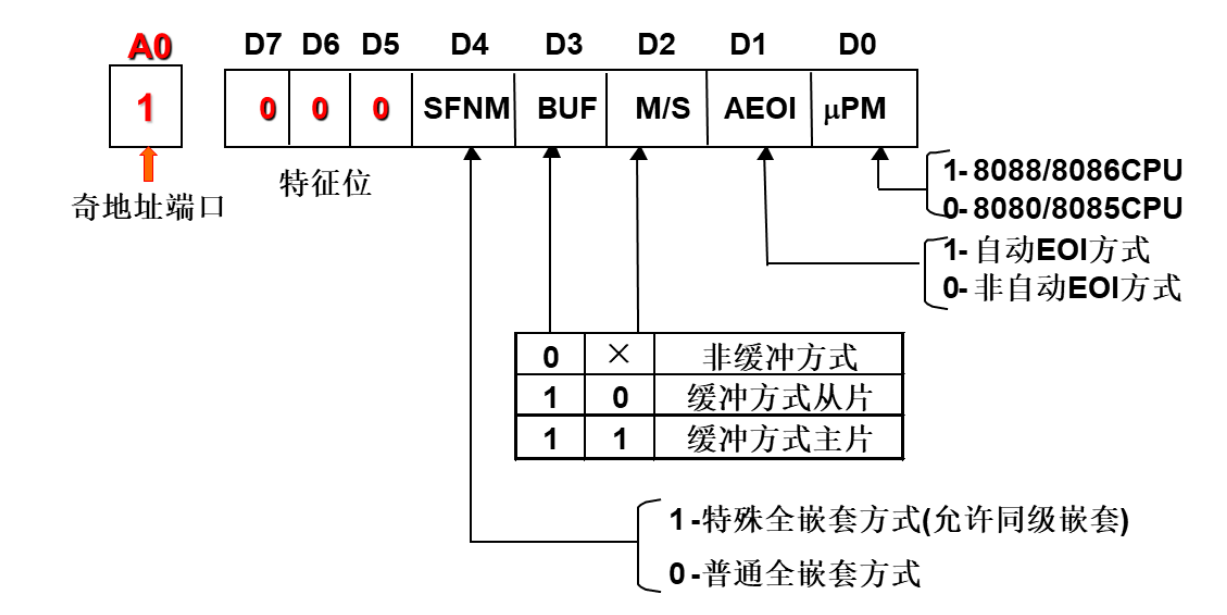 A0 D7 D6 D5 D4 D3 D2 D1 D0
1 0 0 0 SFNM BUF M/S AEOI μPM
奇地址端口
特征位
1-8088/8086CPU
0-8080/8085CPU
1-自动EOI方式
0-非自动EOI方式
0 × 非缓冲方式
1 0 缓冲方式从片
1 1 缓冲方式主片
1-特殊全嵌套方式(允许同级嵌套)
0-普通全嵌套方式